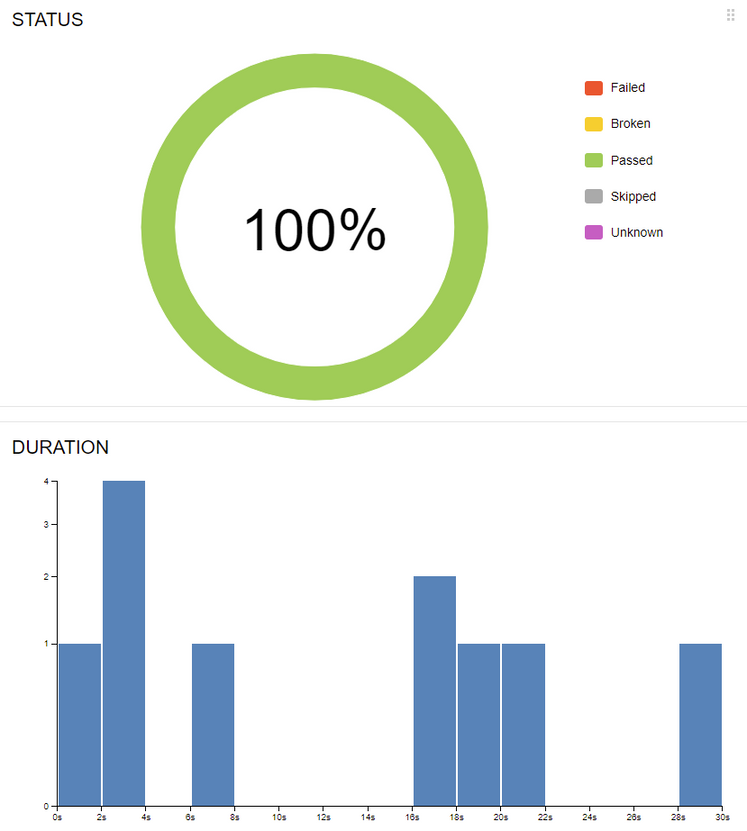 STATUS
100%
Failed
Broken
Passed
Skipped
Unknown
DURATION
4
3
2
1
0
0s 2s 4s 6s 8s 10s 12s 14s 16s 18s 20s 22s 24s 26s 28s 30s